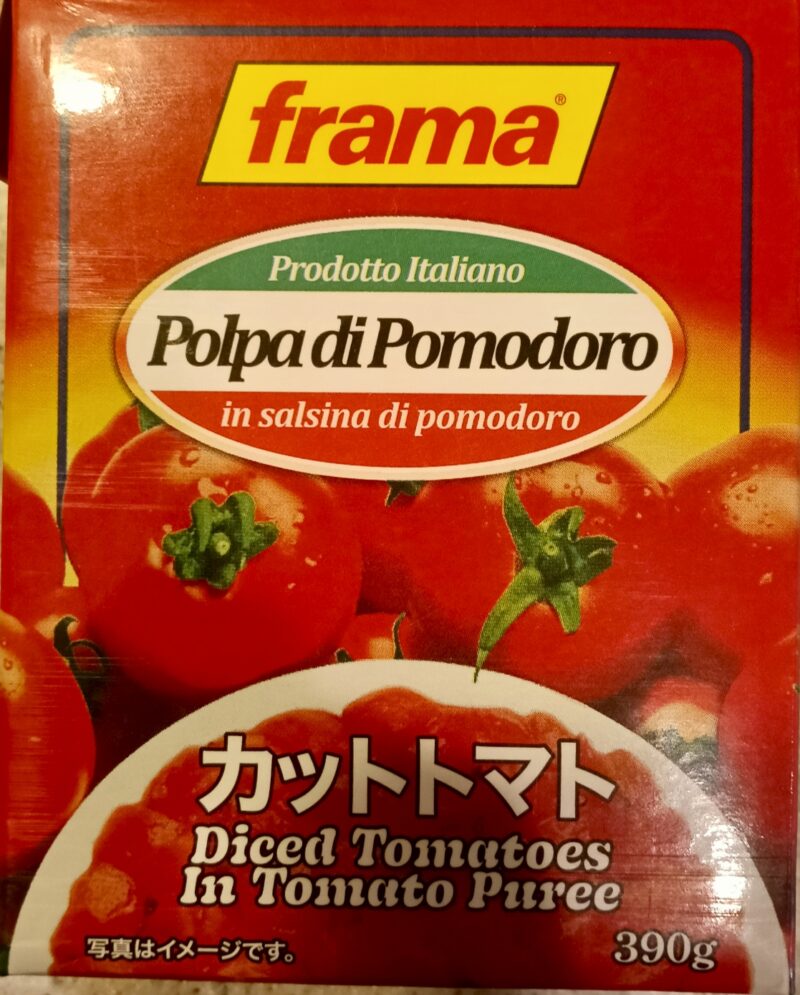 frama®
Prodotto Italiano
Polpa di Pomodoro
in salsina di pomodoro
カットトマト
Diced Tomatoes
In Tomato Puree
写真はイメージです。
390g